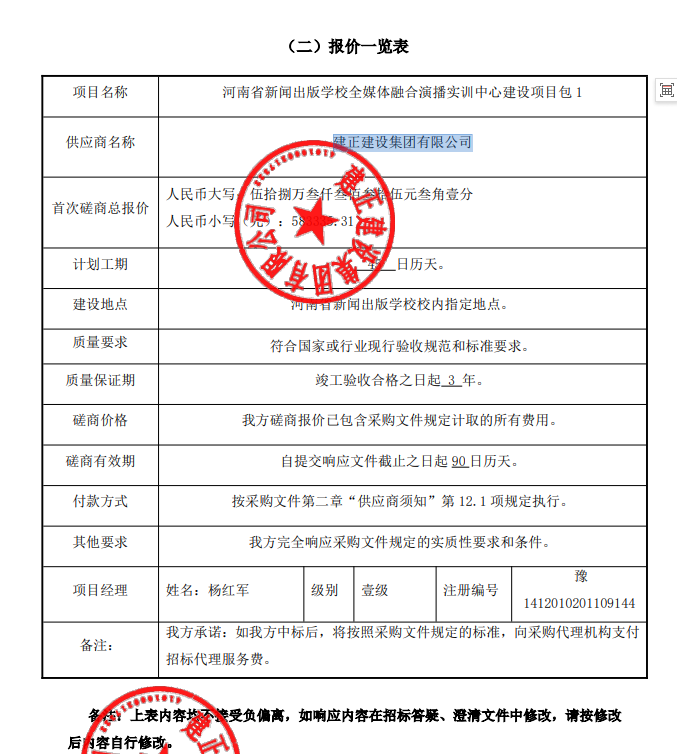 （二）报价一览表
项目名称 河南省新闻出版学校全媒体融合演播实训中心建设项目包 1
供应商名称 建正建设集团有限公司
首次磋商总报价 人民币大写：伍拾捌万叁仟叁佰叁拾伍元叁角壹分
人民币小写（元）：583335.31
计划工期 日历天。
建设地点 河南省新闻出版学校校内指定地点。
质量要求 符合国家或行业现行验收规范和标准要求。
质量保证期 竣工验收合格之日起 3 年。
磋商价格 我方磋商报价已包含采购文件规定计取的所有费用。
磋商有效期 自提交响应文件截止之日起 90 日历天。
付款方式 按采购文件第二章“供应商须知”第 12.1 项规定执行。
其他要求 我方完全响应采购文件规定的实质性要求和条件。
项目经理 姓名：杨红军 级别 壹级 注册编号 豫
1412010201109144
备注： 我方承诺：如我方中标后，将按照采购文件规定的标准，向采购代理机构支付
招标代理服务费。
备注：上表内容均不接受负偏离，如响应内容在招标答疑、澄清文件中修改，请按修改
后内容自行修改。
建正建设集团有限公司
建正